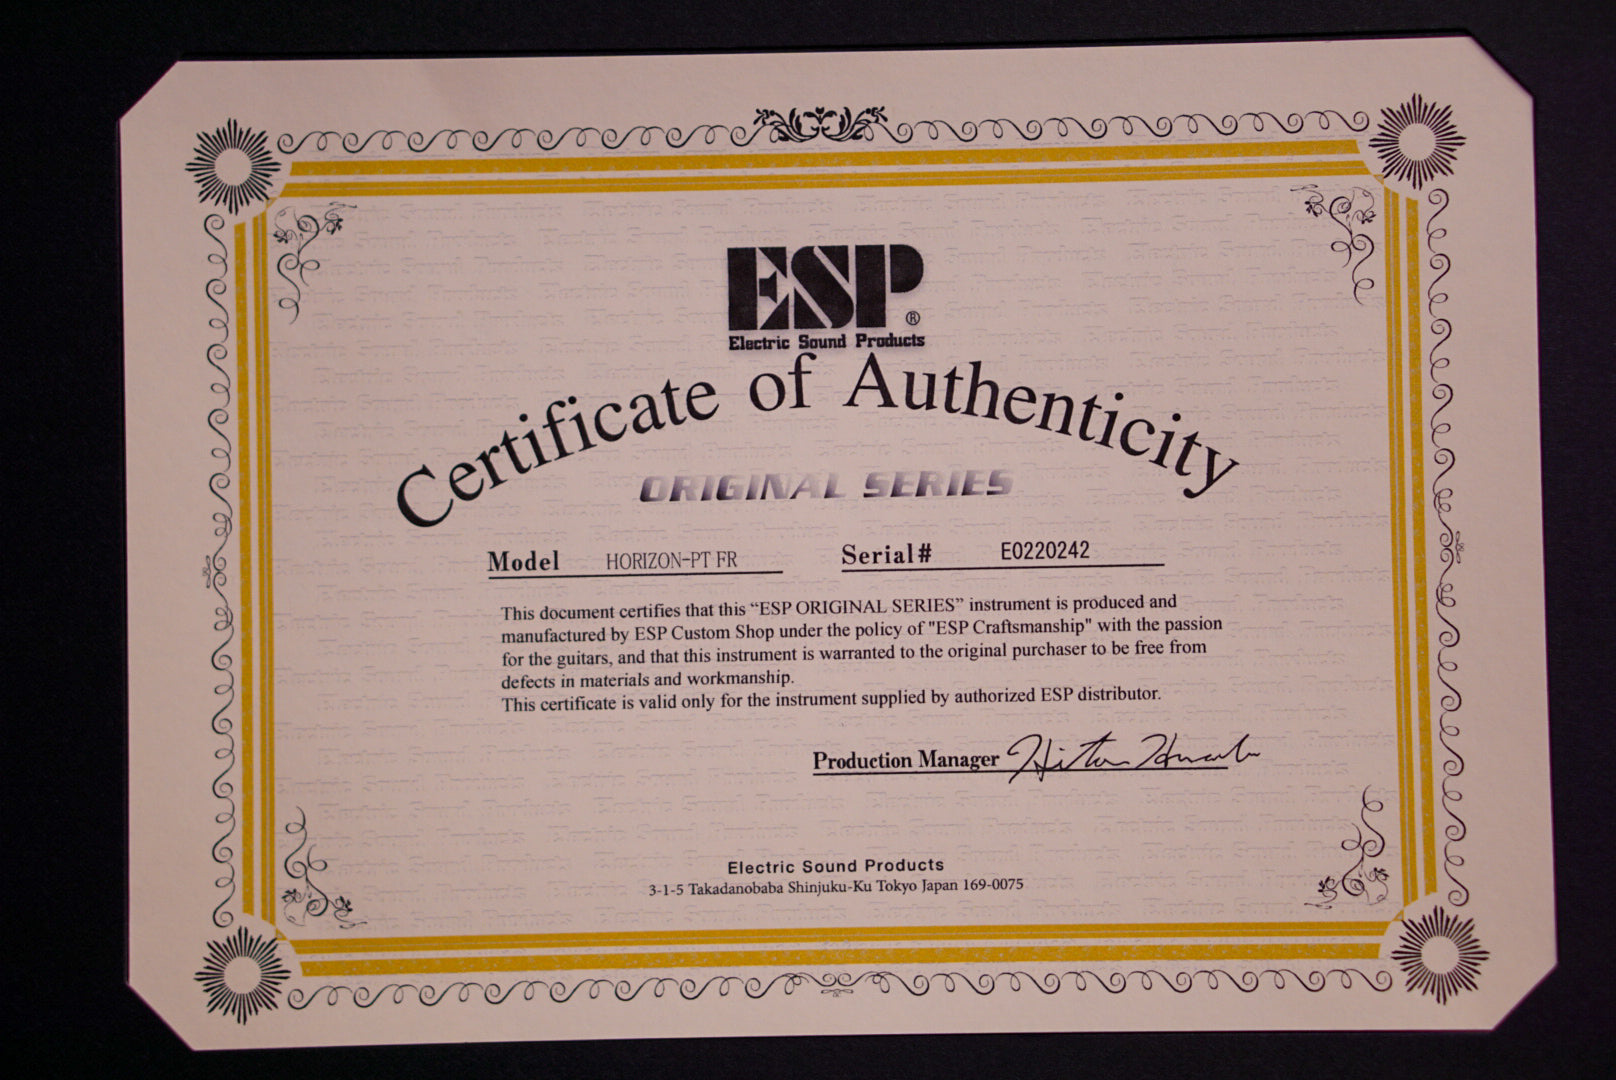 ESP®
Electric Sound Products
Certificate of Authenticity
ORIGINAL SERIES
Model HORIZON-PT FR Serial# E0220242
This document certifies that this “ESP ORIGINAL SERIES” instrument is produced and
manufactured by ESP Custom Shop under the policy of "ESP Craftsmanship" with the passion
for the guitars, and that this instrument is warranted to the original purchaser to be free from
defects in materials and workmanship.
This certificate is valid only for the instrument supplied by authorized ESP distributor.
Production Manager
Electric Sound Products
3-1-5 Takadanobaba Shinjuku-Ku Tokyo Japan 169-0075